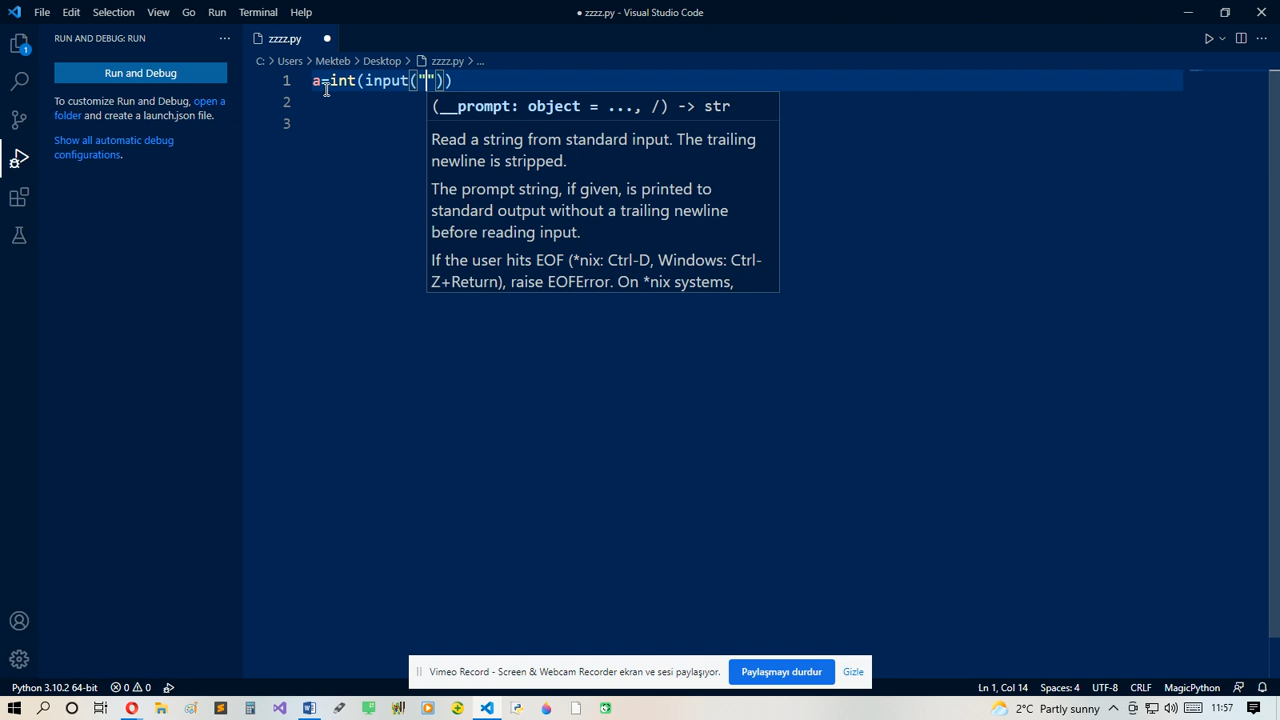 File Edit Selection View Go Run Terminal Help
● zzzz.py - Visual Studio Code
RUN AND DEBUG: RUN ...
zzzz.py ●
C: > Users > Mekteb > Desktop > zzzz.py > ...
1
Run and Debug
To customize Run and Debug, open a
folder and create a launch.json file.
Show all automatic debug
configurations.
1 a=int(input(""))
2
3
(__prompt: object = ..., /) -> str
Read a string from standard input. The trailing
newline is stripped.
The prompt string, if given, is printed to
standard output without a trailing newline
before reading input.
If the user hits EOF (*nix: Ctrl-D, Windows: Ctrl-
Z+Return), raise EOFError. On *nix systems,
Vimeo Record - Screen & Webcam Recorder ekran ve sesi paylaşıyor. Paylaşmayı durdur Gizle
Python 3.10.2 64-bit 0 0 Ln 1, Col 14 Spaces: 4 UTF-8 CRLF MagicPython
2°C Partly sunny 11:57